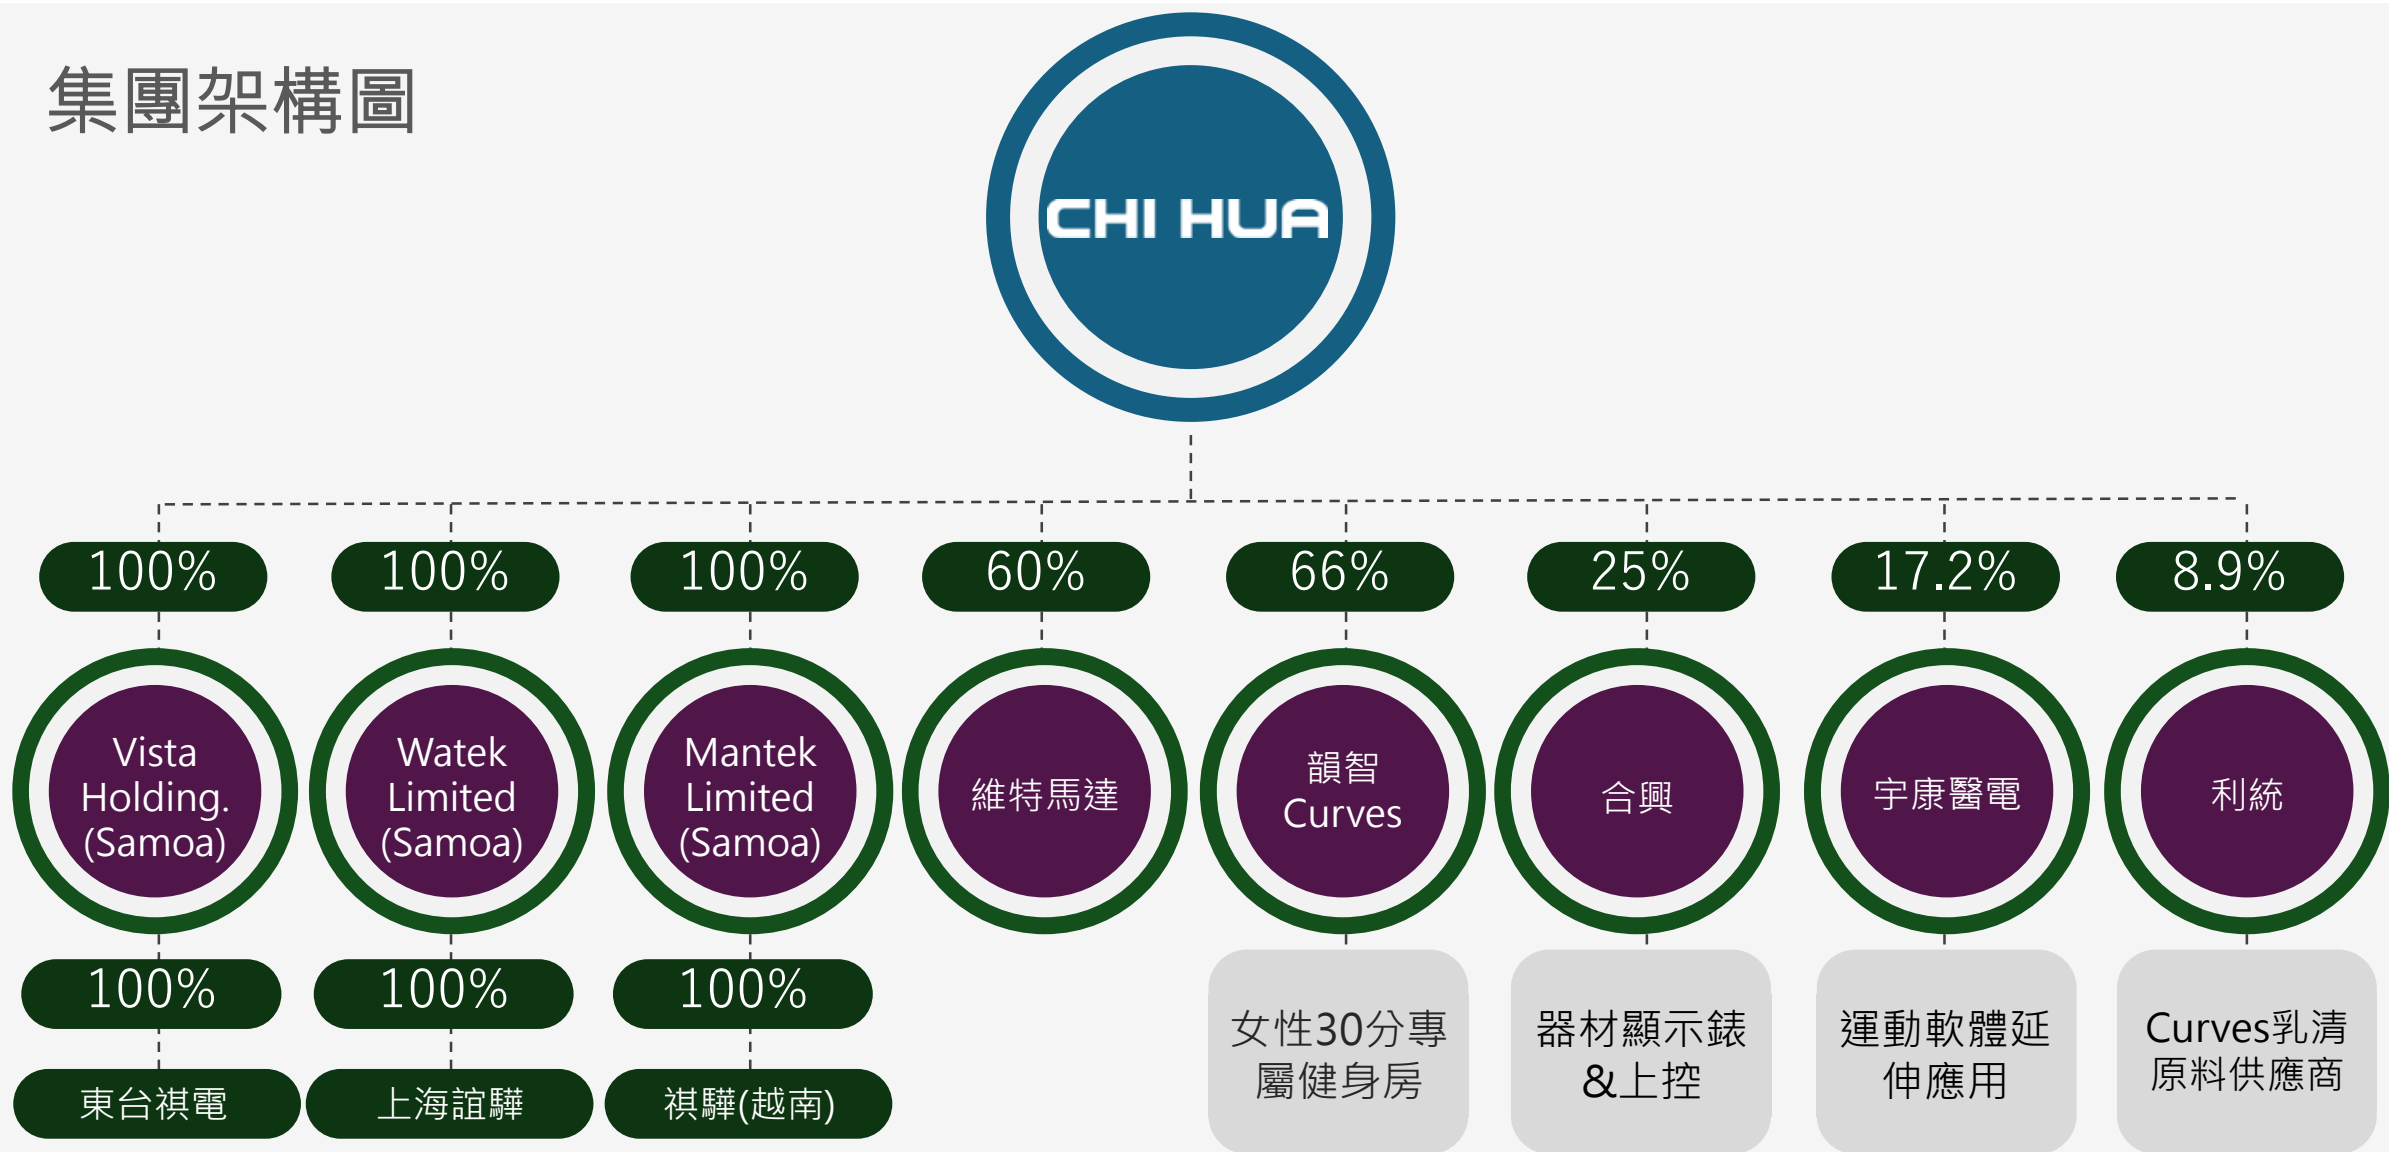 集團架構圖
CHI HUA
100%
100%
100%
60%
66%
25%
17.2%
8.9%
Vista
Holding.
(Samoa)
Watek
Limited
(Samoa)
Mantek
Limited
(Samoa)
維特馬達
韻智
Curves
合興
宇康醫電
利統
100%
100%
100%
東台祺電
上海誼驊
祺驊(越南)
女性30分專
屬健身房
器材顯示錶
&上控
運動軟體延
伸應用
Curves乳清
原料供應商